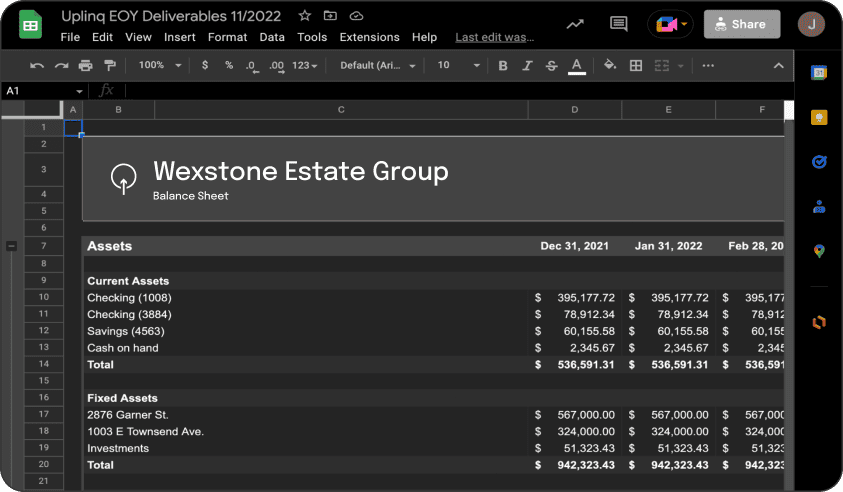 Uplinq EOY Deliverables 11/2022
Share
J
File Edit View Insert Format Data Tools Extensions Help Last edit was...
100% $ % .0 .00 123 Default (Ari... 10 B I S A ...
A1 fx
A B C D E F
1
2
3 Wexstone Estate Group
4 Balance Sheet
5
6
7 Assets Dec 31, 2021 Jan 31, 2022 Feb 28, 20
8
9 Current Assets
10 Checking (1008) $ 395,177.72 $ 395,177.72 $ 395,177
11 Checking (3884) $ 78,912.34 $ 78,912.34 $ 78,912
12 Savings (4563) $ 60,155.58 $ 60,155.58 $ 60,155
13 Cash on hand $ 2,345.67 $ 2,345.67 $ 2,345
14 Total $ 536,591.31 $ 536,591.31 $ 536,591
15
16 Fixed Assets
17 2876 Garner St. $ 567,000.00 $ 567,000.00 $ 567,000
18 1003 E Townsend Ave. $ 324,000.00 $ 324,000.00 $ 324,000
19 Investments $ 51,323.43 $ 51,323.43 $ 51,323
20 Total $ 942,323.43 $ 942,323.43 $ 942,323
21
31